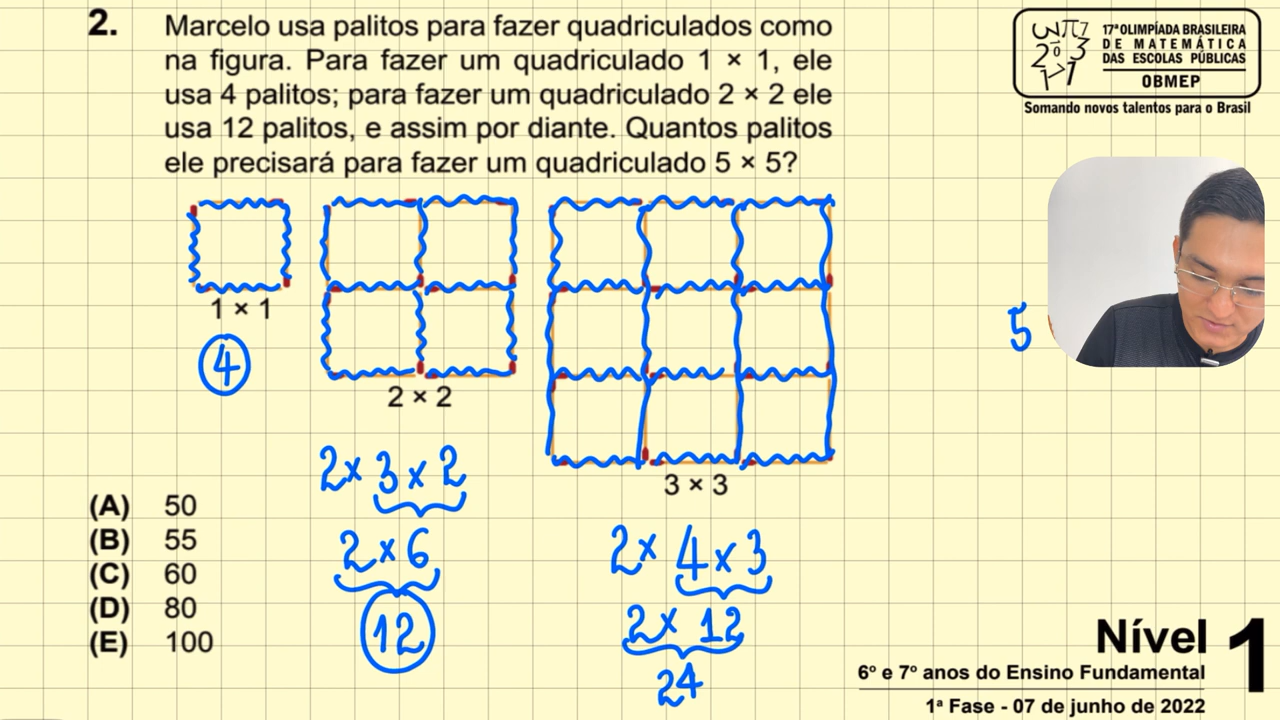 2. Marcelo usa palitos para fazer quadriculados como
na figura. Para fazer um quadriculado 1 × 1, ele
usa 4 palitos; para fazer um quadriculado 2 × 2 ele
usa 12 palitos, e assim por diante. Quantos palitos
ele precisará para fazer um quadriculado 5 × 5?
17ª OLIMPÍADA BRASILEIRA
DE MATEMÁTICA
DAS ESCOLAS PÚBLICAS
OBMEP
Somando novos talentos para o Brasil
1 × 1
4
2 × 2
3 × 3
5
2 × 3 × 2
2 × 6
12
2 × 4 × 3
2 × 12
24
(A) 50
(B) 55
(C) 60
(D) 80
(E) 100
Nível 1
6º e 7º anos do Ensino Fundamental
1ª Fase - 07 de junho de 2022